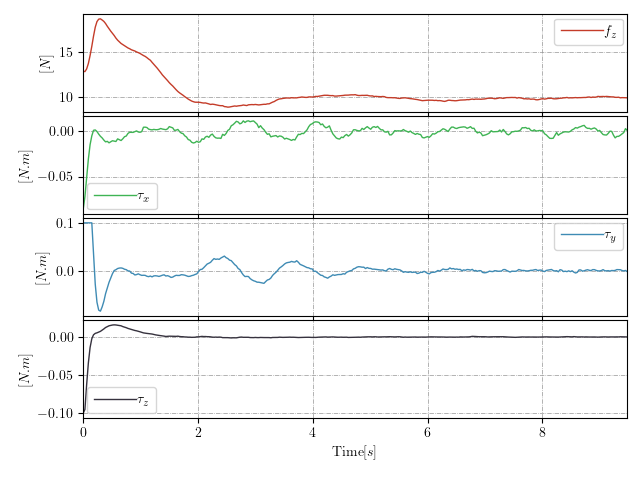 [N]
15
10
f_z
[N.m]
0.00
−0.05
τ_x
[N.m]
0.1
0.0
τ_y
[N.m]
0.00
−0.05
−0.10
τ_z
0 2 4 6 8
Time[s]